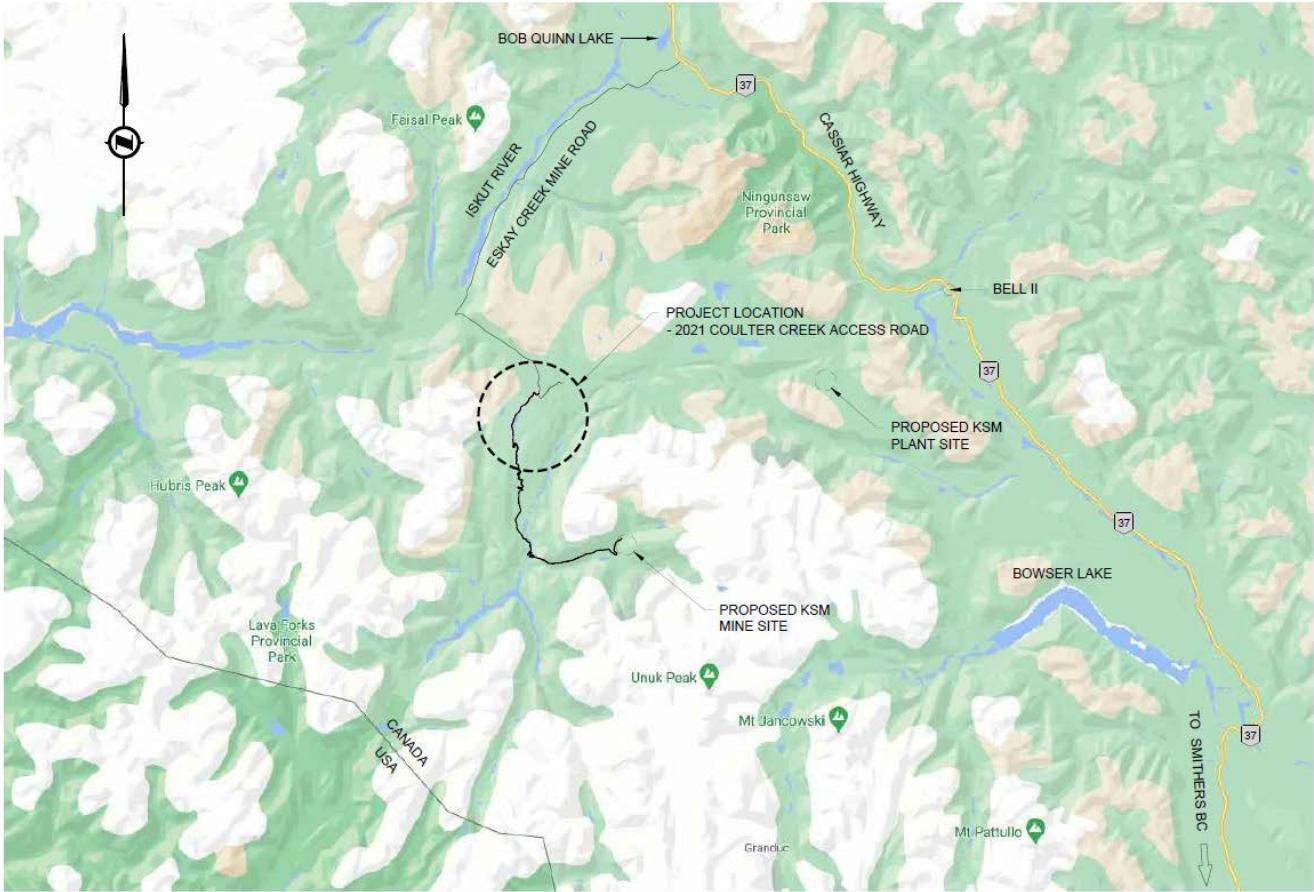 BOB QUINN LAKE
37
Faisal Peak
CASSIAR HIGHWAY
ISKUT RIVER
ESKAY CREEK MINE ROAD
Ningunsaw
Provincial
Park
BELL II
PROJECT LOCATION
- 2021 COULTER CREEK ACCESS ROAD
37
PROPOSED KSM
PLANT SITE
Hubris Peak
37
BOWSER LAKE
PROPOSED KSM
MINE SITE
Lava Forks
Provincial
Park
Unuk Peak
Mt Jancowski
37
CANADA
USA
TO SMITHERS BC
Mt Pattullo
Granduc
N